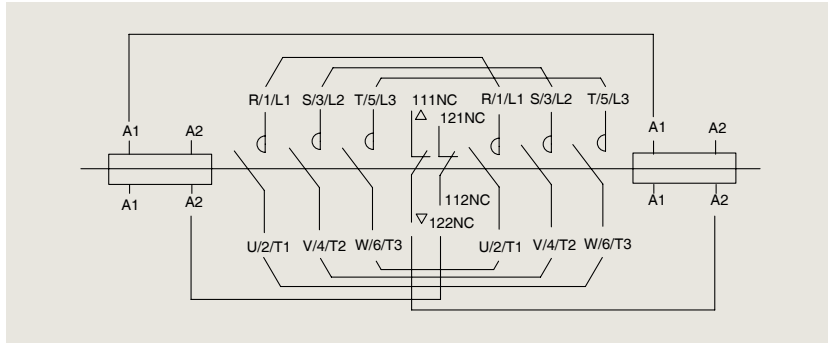 R/1/L1 S/3/L2 T/5/L3 111NC R/1/L1 S/3/L2 T/5/L3
121NC
A1 A2 A1 A2
A1 A2 A1 A2
112NC
122NC
U/2/T1 V/4/T2 W/6/T3 U/2/T1 V/4/T2 W/6/T3